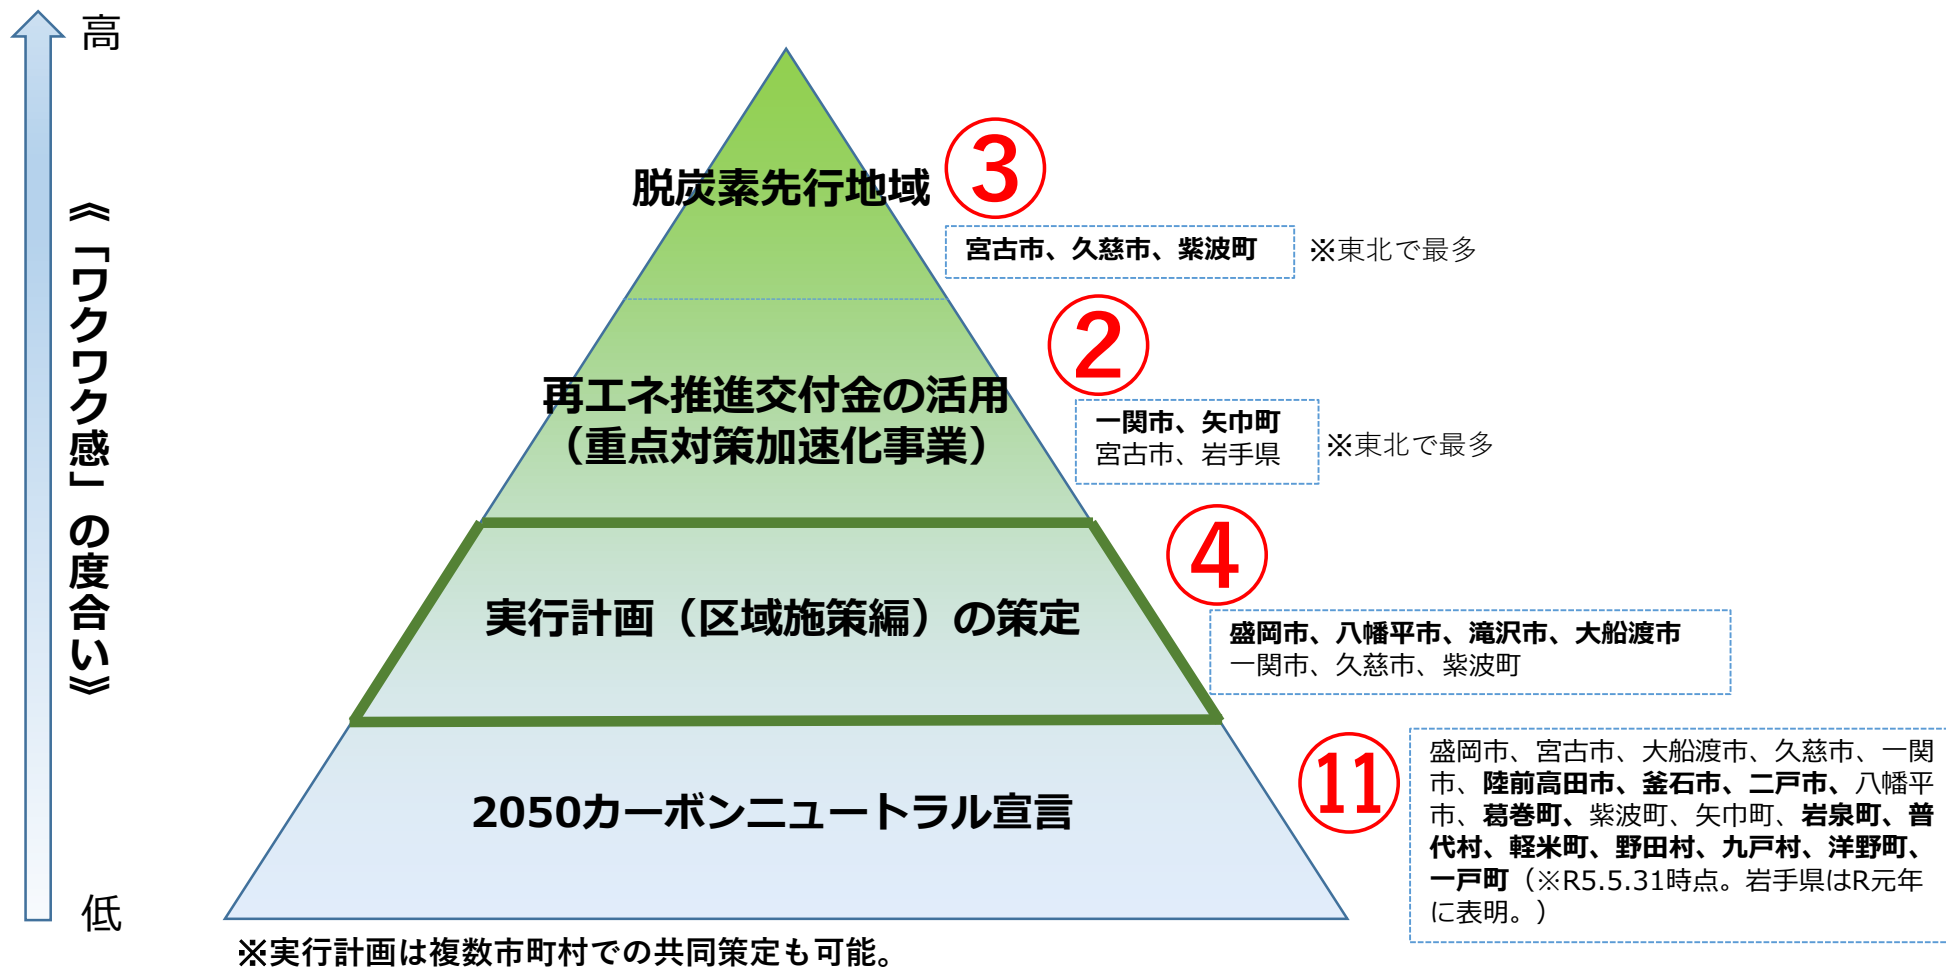 高
《「ワクワク感」の度合い》
低
脱炭素先行地域
③
宮古市、久慈市、紫波町
※東北で最多
再エネ推進交付金の活用
（重点対策加速化事業）
②
一関市、矢巾町
宮古市、岩手県
※東北で最多
実行計画（区域施策編）の策定
④
盛岡市、八幡平市、滝沢市、大船渡市
一関市、久慈市、紫波町
2050カーボンニュートラル宣言
⑪
盛岡市、宮古市、大船渡市、久慈市、一関
市、陸前高田市、釜石市、二戸市、八幡平
市、葛巻町、紫波町、矢巾町、岩泉町、普
代村、軽米町、野田村、九戸村、洋野町、
一戸町（※R5.5.31時点。岩手県はR元年
に表明。）
※実行計画は複数市町村での共同策定も可能。